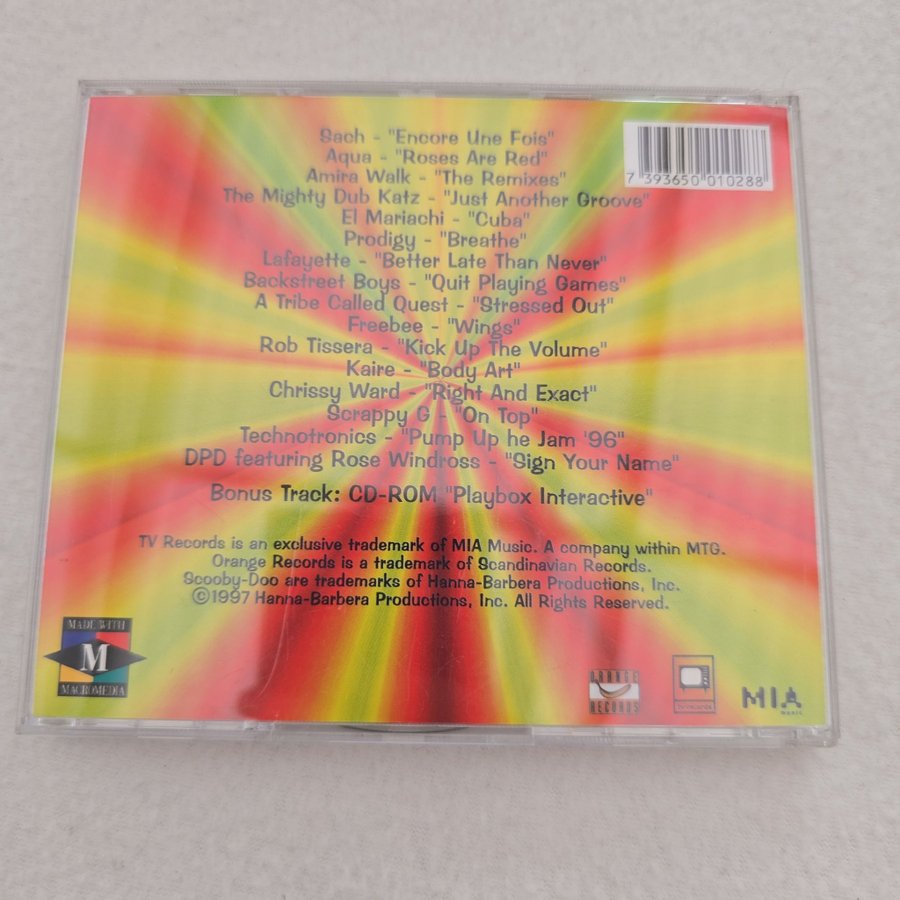 Sach - "Encore Une Fois"
Aqua - "Roses Are Red"
Amira Walk - "The Remixes"
The Mighty Dub Katz - "Just Another Groove"
El Mariachi - "Cuba"
Prodigy - "Breathe"
Lafayette - "Better Late Than Never"
Backstreet Boys - "Quit Playing Games"
A Tribe Called Quest - "Stressed Out"
Freebee - "Wings"
Rob Tissera - "Kick Up The Volume"
Kaire - "Body Art"
Chrissy Ward - "Right And Exact"
Scrappy G - "On Top"
Technotronics - "Pump Up he Jam '96"
DPD featuring Rose Windross - "Sign Your Name"
Bonus Track: CD-ROM "Playbox Interactive"
7 393650 010288
TV Records is an exclusive trademark of MIA Music. A company within MTG.
Orange Records is a trademark of Scandinavian Records.
Scooby-Doo are trademarks of Hanna-Barbera Productions, Inc.
©1997 Hanna-Barbera Productions, Inc. All Rights Reserved.
MADE WITH
M
MACROMEDIA
ORANGE
RECORDS
TV records
MIA
music